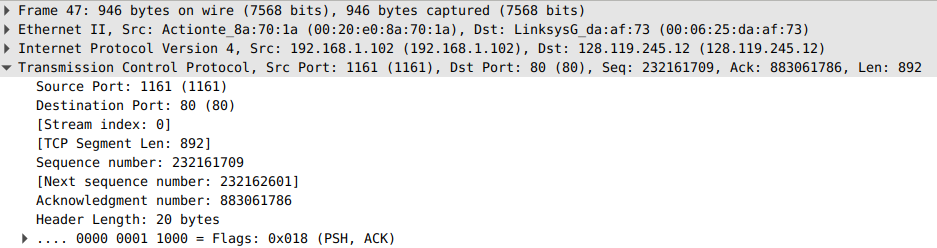 Frame 47: 946 bytes on wire (7568 bits), 946 bytes captured (7568 bits)
Ethernet II, Src: Actionte_8a:70:1a (00:20:e0:8a:70:1a), Dst: LinksysG_da:af:73 (00:06:25:da:af:73)
Internet Protocol Version 4, Src: 192.168.1.102 (192.168.1.102), Dst: 128.119.245.12 (128.119.245.12)
Transmission Control Protocol, Src Port: 1161 (1161), Dst Port: 80 (80), Seq: 232161709, Ack: 883061786, Len: 892
Source Port: 1161 (1161)
Destination Port: 80 (80)
[Stream index: 0]
[TCP Segment Len: 892]
Sequence number: 232161709
[Next sequence number: 232162601]
Acknowledgment number: 883061786
Header Length: 20 bytes
.... 0000 0001 1000 = Flags: 0x018 (PSH, ACK)